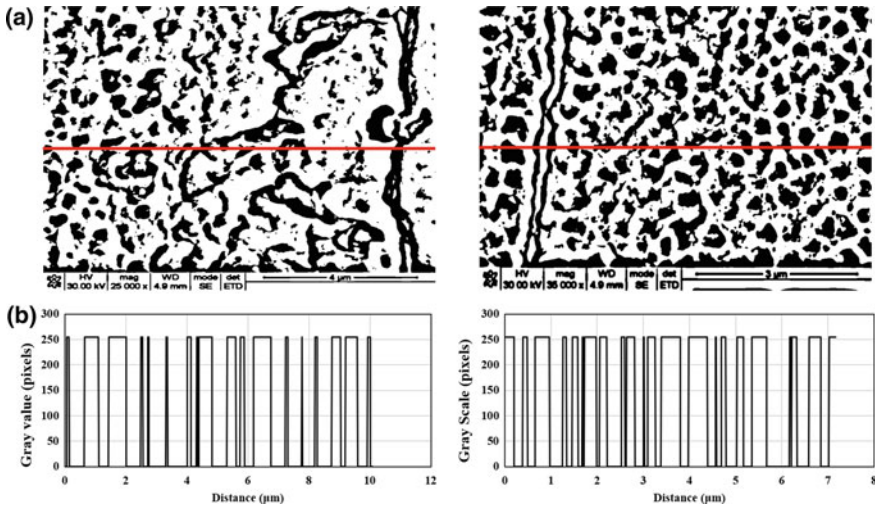 (a)
HV mag WD mode det
30.00 kV 25 000 x 4.9 mm SE ETD
4 µm
HV mag WD mode det
30.00 kV 35 000 x 4.9 mm SE ETD
3 µm
(b)
Gray value (pixels)
300
250
200
150
100
50
0
0 2 4 6 8 10 12
Distance (µm)
Gray Scale (pixels)
300
250
200
150
100
50
0
0 1 2 3 4 5 6 7 8
Distance (µm)